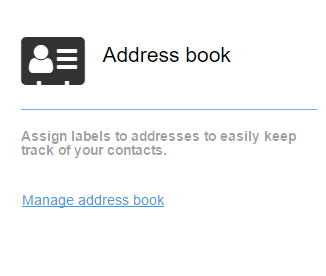 Address book
Assign labels to addresses to easily keep
track of your contacts.
Manage address book